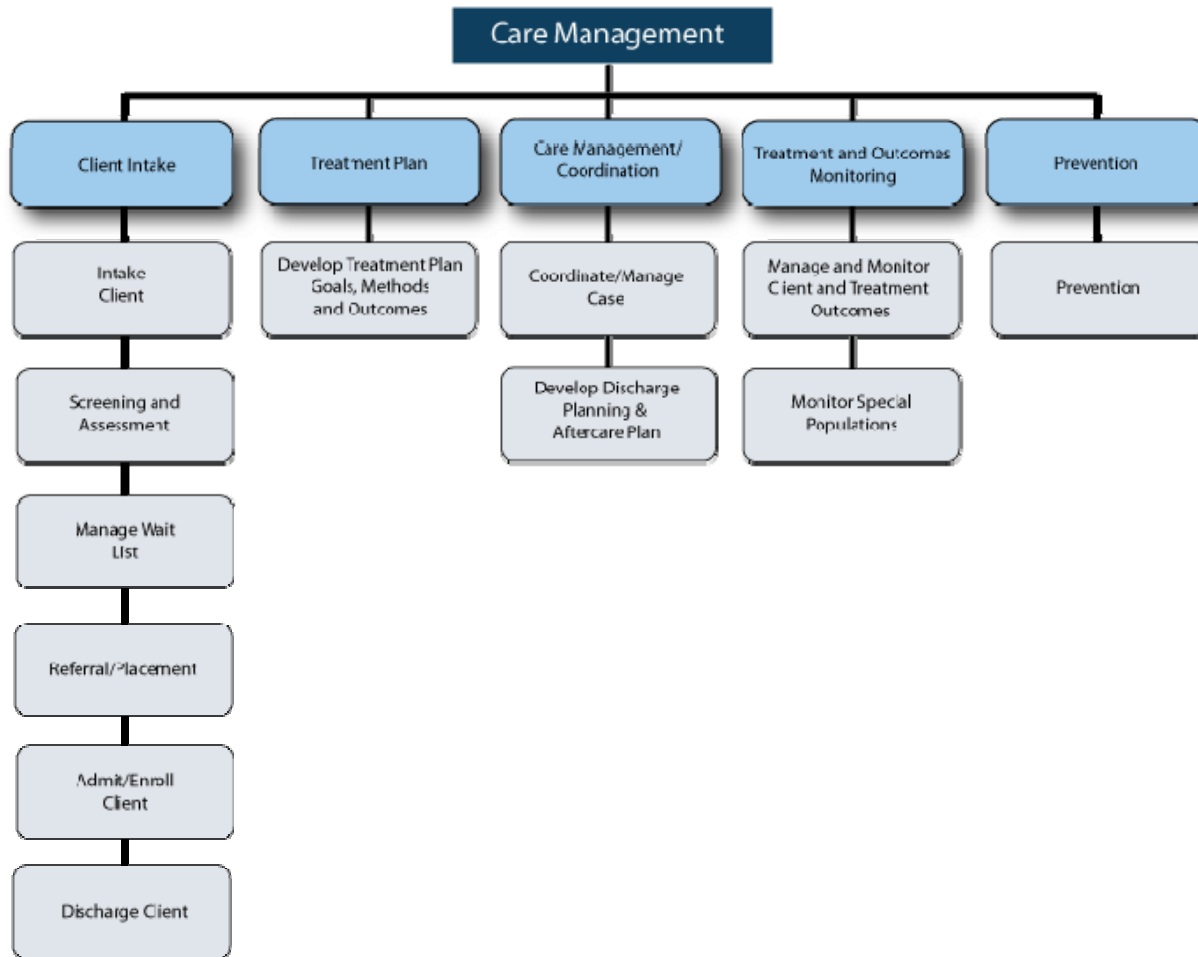 Care Management
Client Intake
Treatment Plan
Care Management/
Coordination
Treatment and Outcomes
Monitoring
Prevention
Intake
Client
Develop Treatment Plan
Goals, Methods
and Outcomes
Coordinate/Manage
Case
Manage and Monitor
Client and Treatment
Outcomes
Prevention
Screening and
Assessment
Develop Discharge
Planning &
Aftercare Plan
Monitor Special
Populations
Manage Wait
List
Referral/Placement
Admit/Enroll
Client
Discharge Client